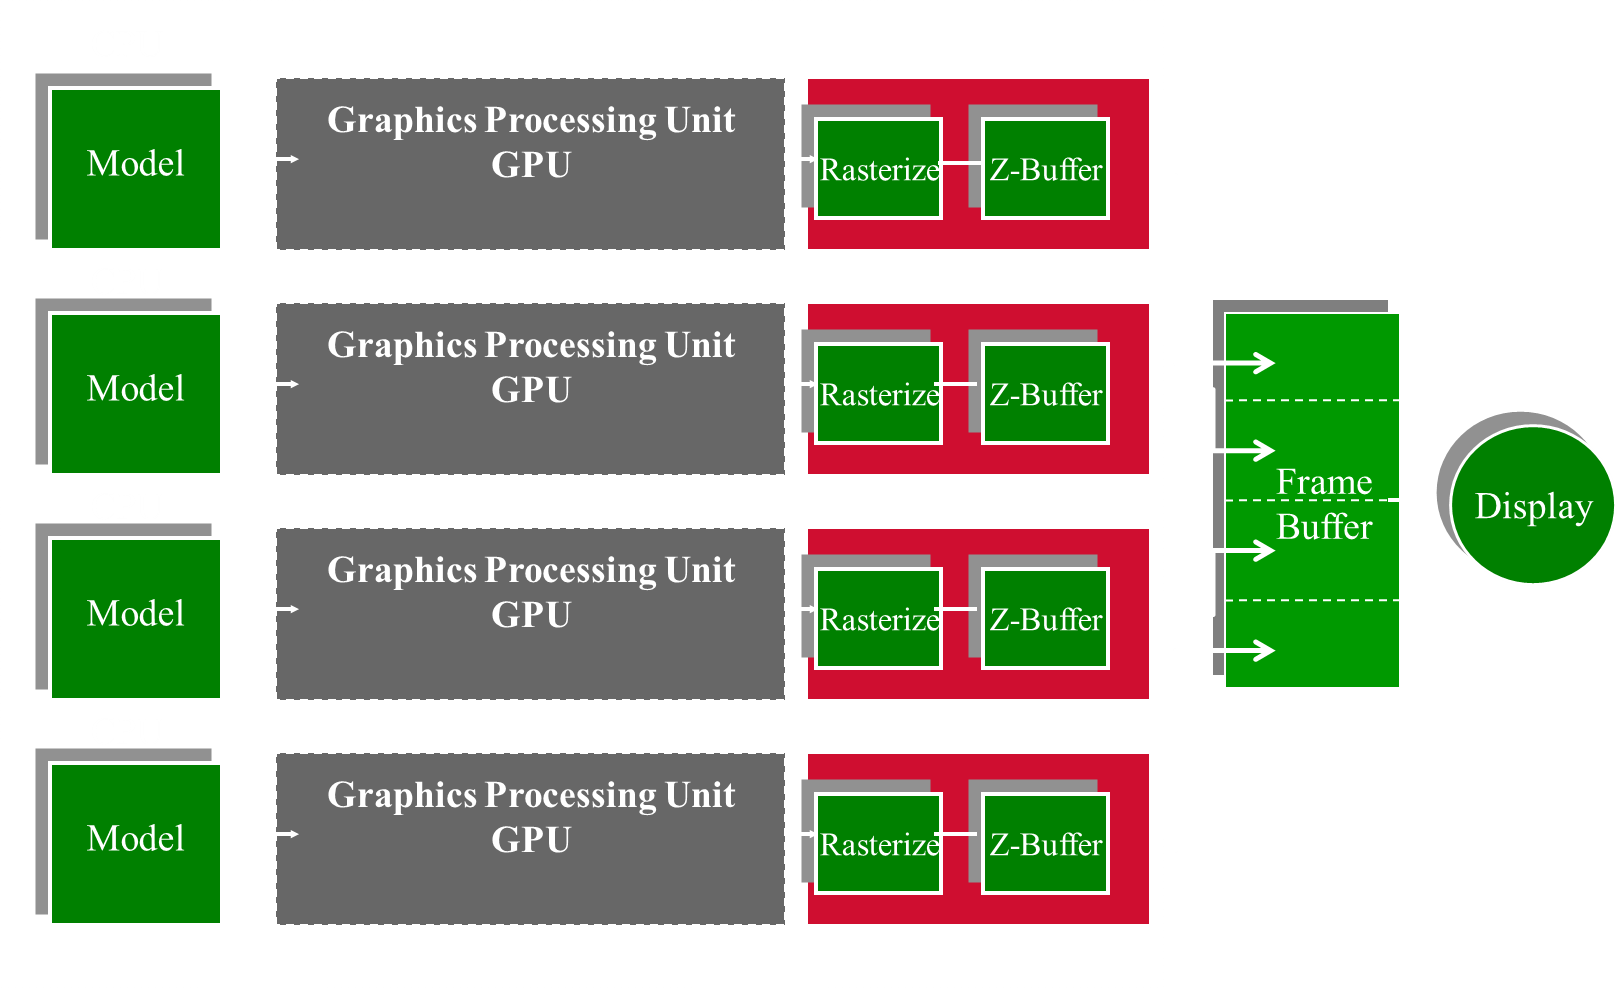 Model
Graphics Processing Unit
GPU
Rasterize
Z-Buffer
Model
Graphics Processing Unit
GPU
Rasterize
Z-Buffer
Model
Graphics Processing Unit
GPU
Rasterize
Z-Buffer
Model
Graphics Processing Unit
GPU
Rasterize
Z-Buffer
Frame
Buffer
Display